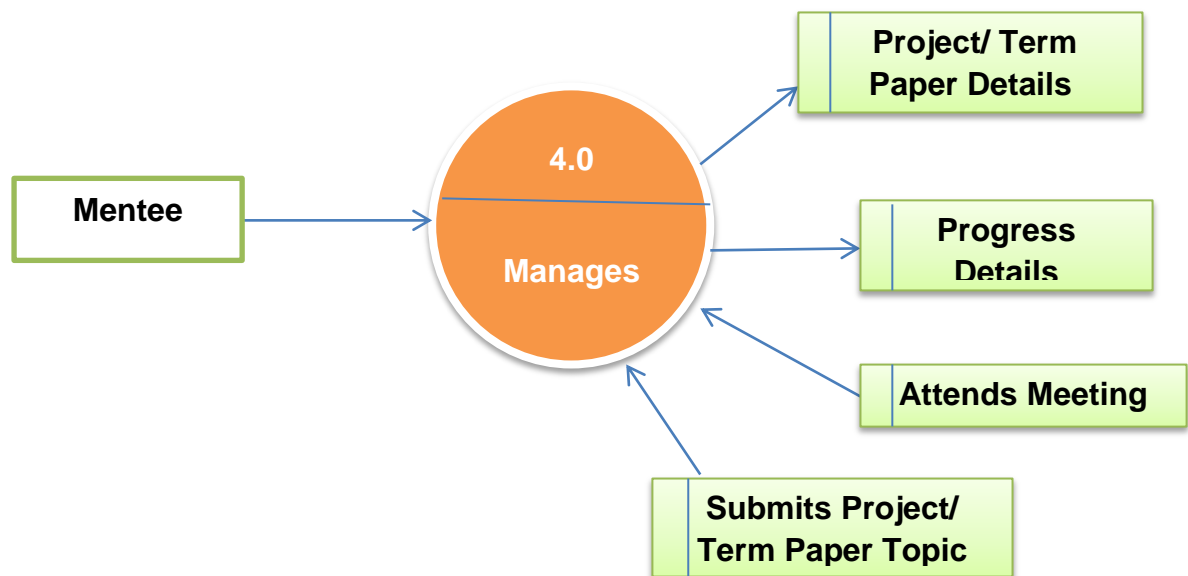 Project/ Term
Paper Details
4.0
Mentee
Manages
Progress
Details
Attends Meeting
Submits Project/
Term Paper Topic